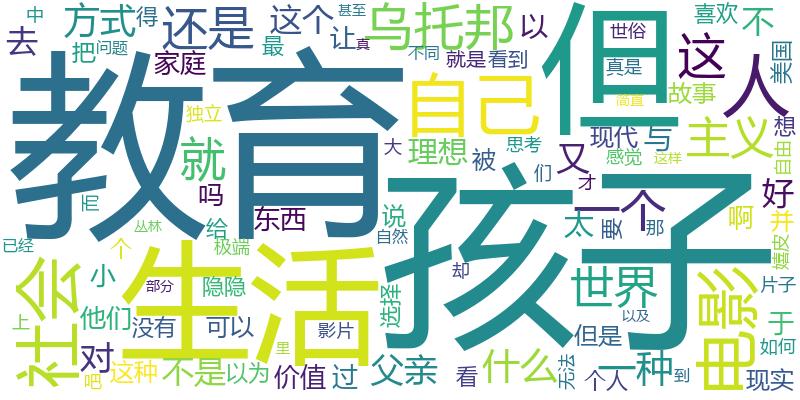 中 方式 得 还是 这个 甚至 乌托邦 以 喜欢 不
去 把 问题 最 让 真 不同 就是 看到 但 世俗 这 美国
家庭 真是 人
教育 独立 自己 简直 故事
就 大 理想 被 思考 现代 与 主义 想
吗 们 又 感觉 这样 自由
而 丛林 给 东西 说 孩子 才 一个 好
已经 个 极端 自然 太 要 那 啊 并
社会 小 生活 隐隐 选择 却 世界 电影 嬉皮
部分 片子
上 他们 没有 可以 影片 以及 于
对 里 但是 如何
吧 这种 不是 以为 价值 过 父亲 看 什么 无法 个人 一种 到 现实